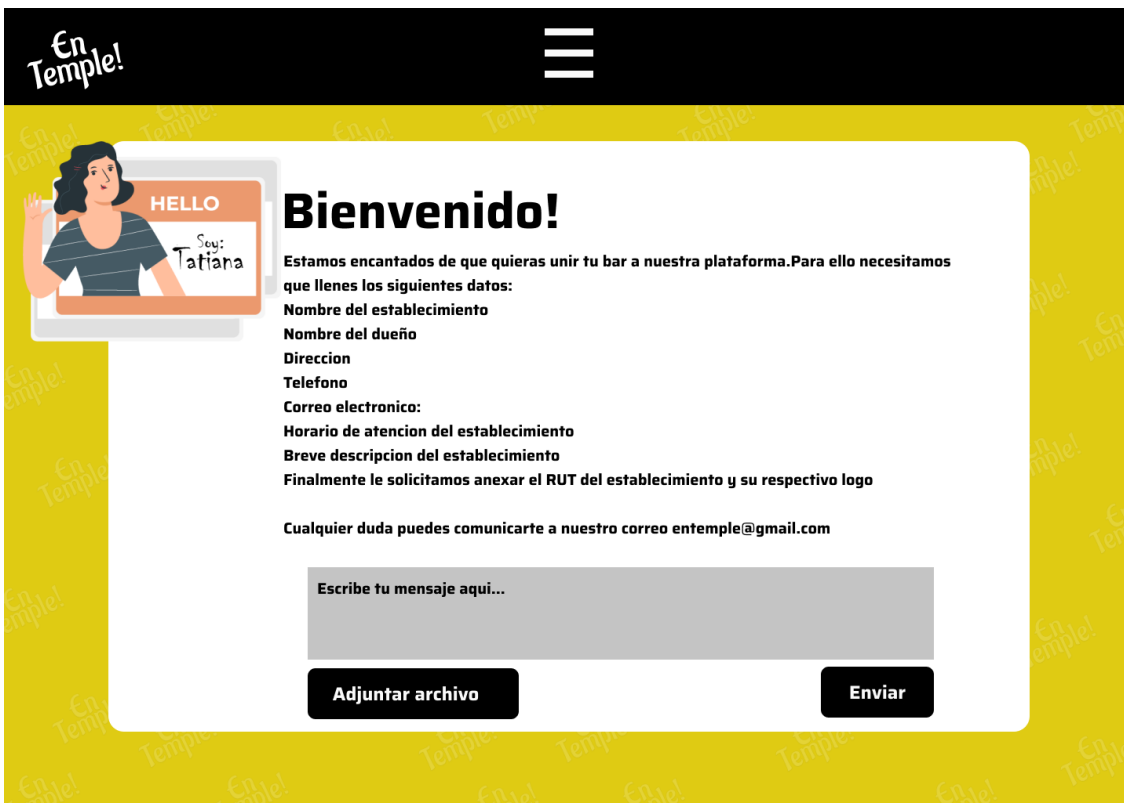 En
Temple!
HELLO
Soy:
Tatiana
Bienvenido!
Estamos encantados de que quieras unir tu bar a nuestra plataforma.Para ello necesitamos
que llenes los siguientes datos:
Nombre del establecimiento
Nombre del dueño
Direccion
Telefono
Correo electronico:
Horario de atencion del establecimiento
Breve descripcion del establecimiento
Finalmente le solicitamos anexar el RUT del establecimiento y su respectivo logo
Cualquier duda puedes comunicarte a nuestro correo entemple@gmail.com
Escribe tu mensaje aqui...
Adjuntar archivo
Enviar